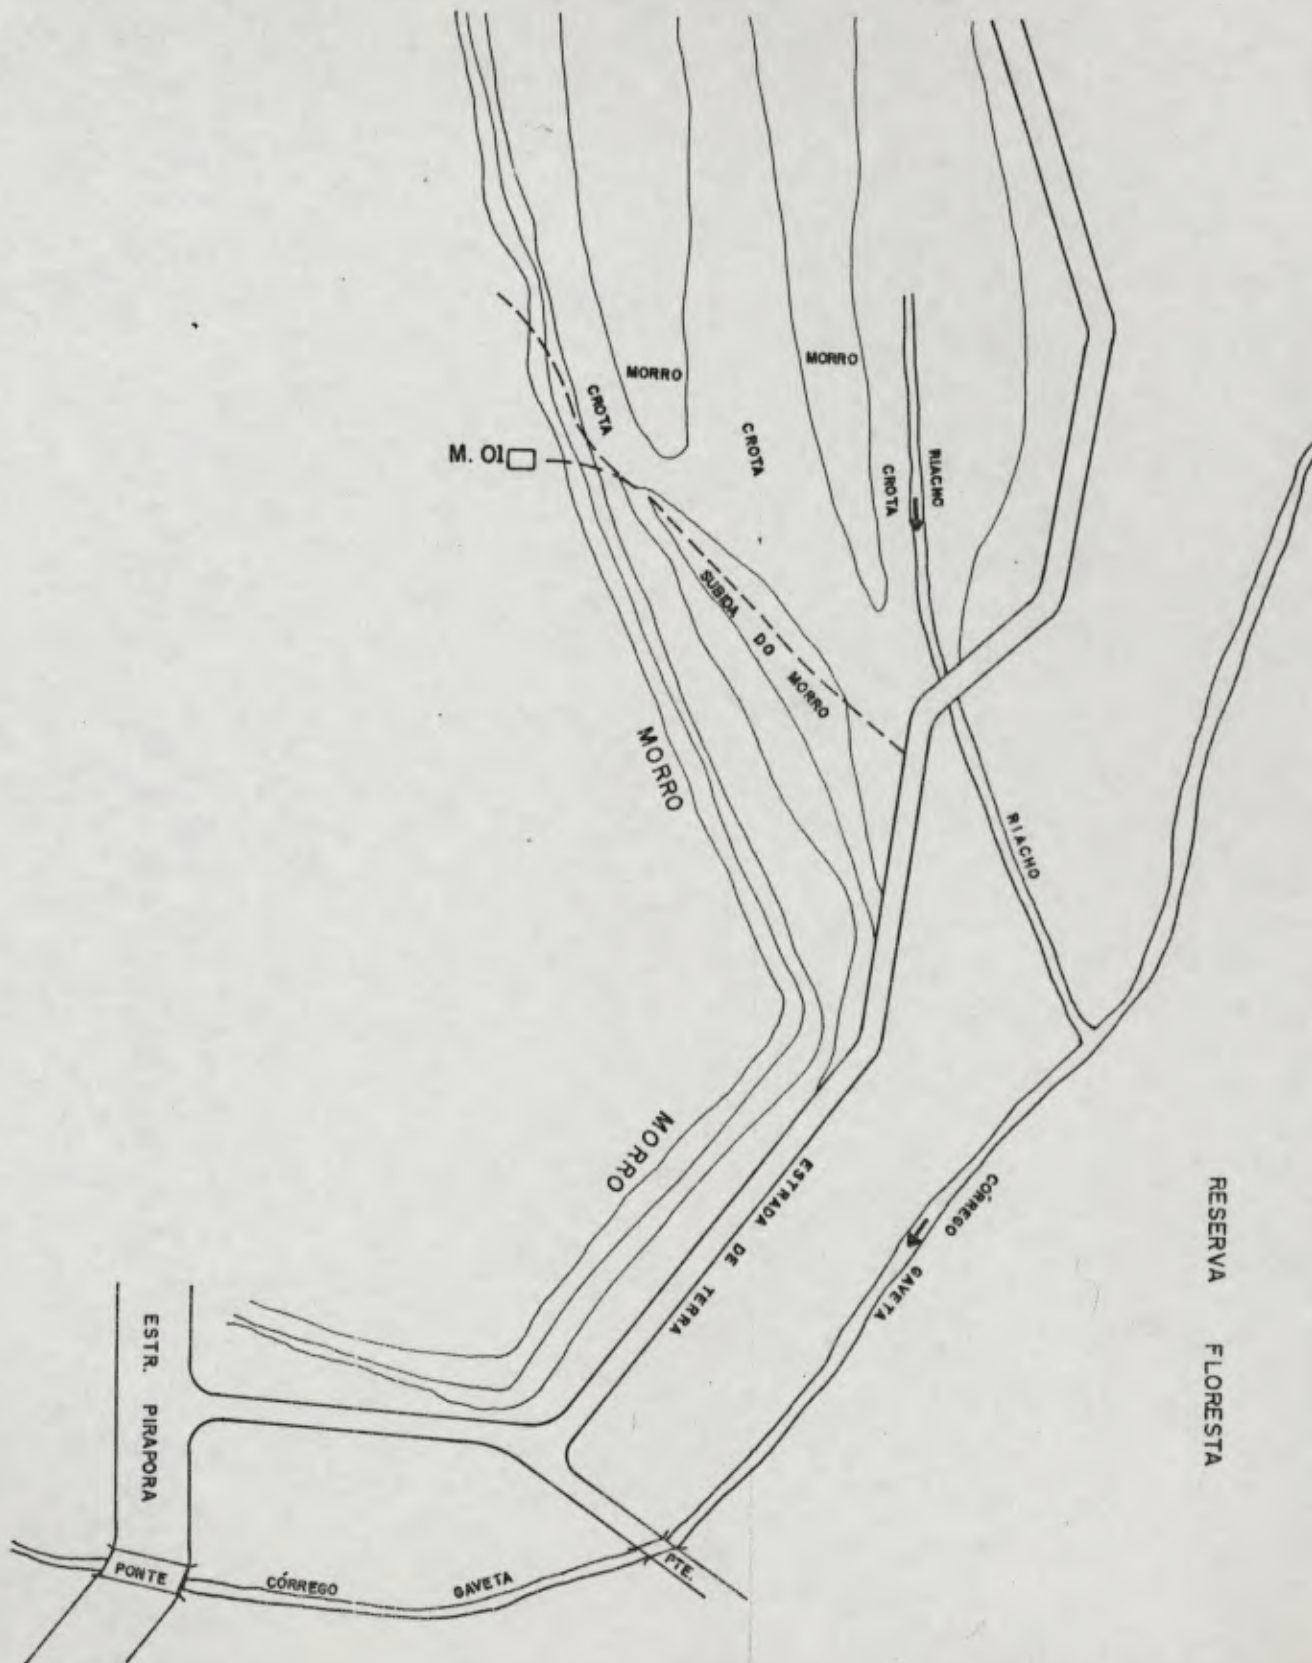 MORRO
MORRO
CROTA
CROTA
CROTA
RIACHO
M. 01
SUBIDA DO MORRO
MORRO
RIACHO
MORRO
ESTRADA DE TERRA
CÓRREGO GAVETA
RESERVA FLORESTA
ESTR. PIRAPORA
PONTE
CÓRREGO GAVETA
PTE.